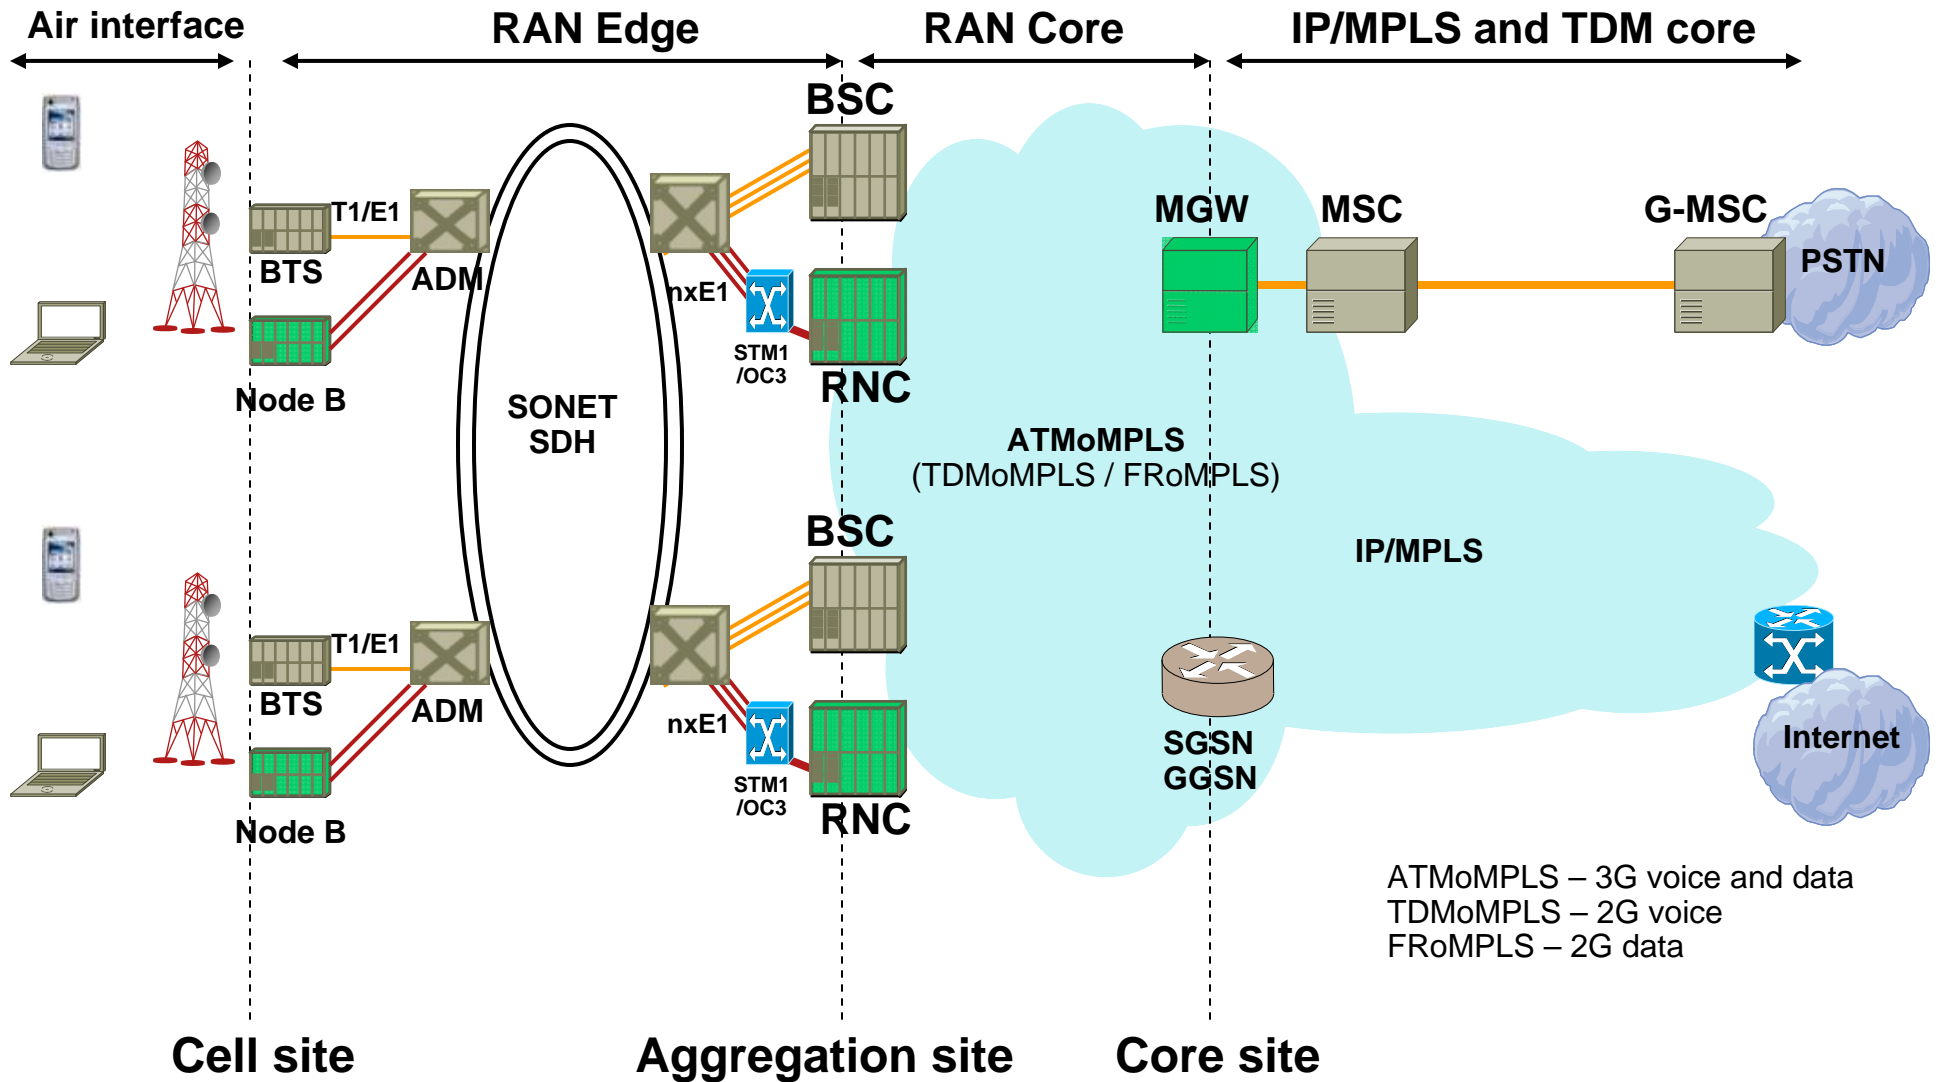 Air interface
RAN Edge
RAN Core
IP/MPLS and TDM core
BSC
T1/E1
BTS
ADM
nxE1
STM1
/OC3
RNC
Node B
SONET
SDH
MGW
MSC
G-MSC
PSTN
ATMoMPLS
(TDMoMPLS / FRoMPLS)
IP/MPLS
BSC
T1/E1
BTS
ADM
nxE1
STM1
/OC3
RNC
Node B
SGSN
GGSN
Internet
ATMoMPLS – 3G voice and data
TDMoMPLS – 2G voice
FRoMPLS – 2G data
Cell site
Aggregation site
Core site